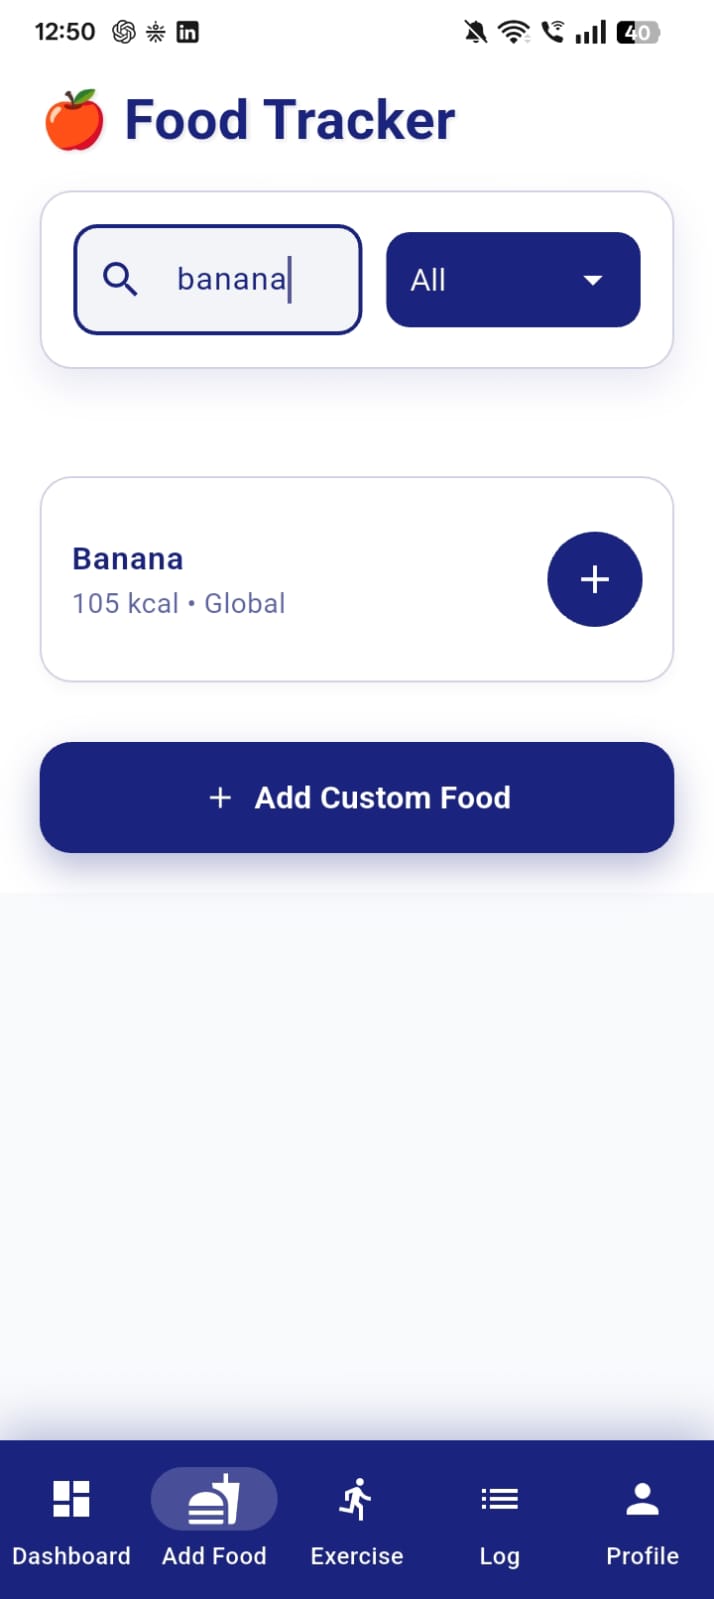 12:50
40
Food Tracker
banana
All
Banana
105 kcal • Global
+ Add Custom Food
Dashboard Add Food Exercise Log Profile